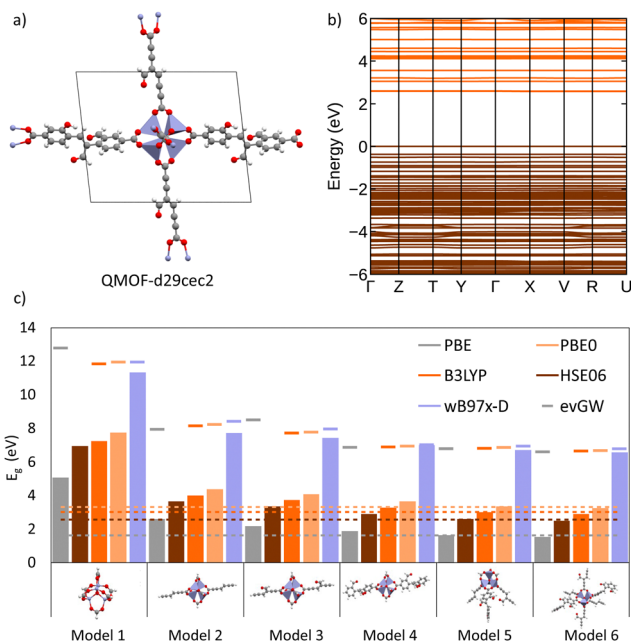 a)
QMOF-d29cec2
b)
Energy (eV)
6
4
2
0
−2
−4
−6
Γ Z T Y Γ X V R U
c)
E_g (eV)
14
12
10
8
6
4
2
0
PBE PBE0
B3LYP HSE06
wB97x-D evGW
Model 1 Model 2 Model 3 Model 4 Model 5 Model 6